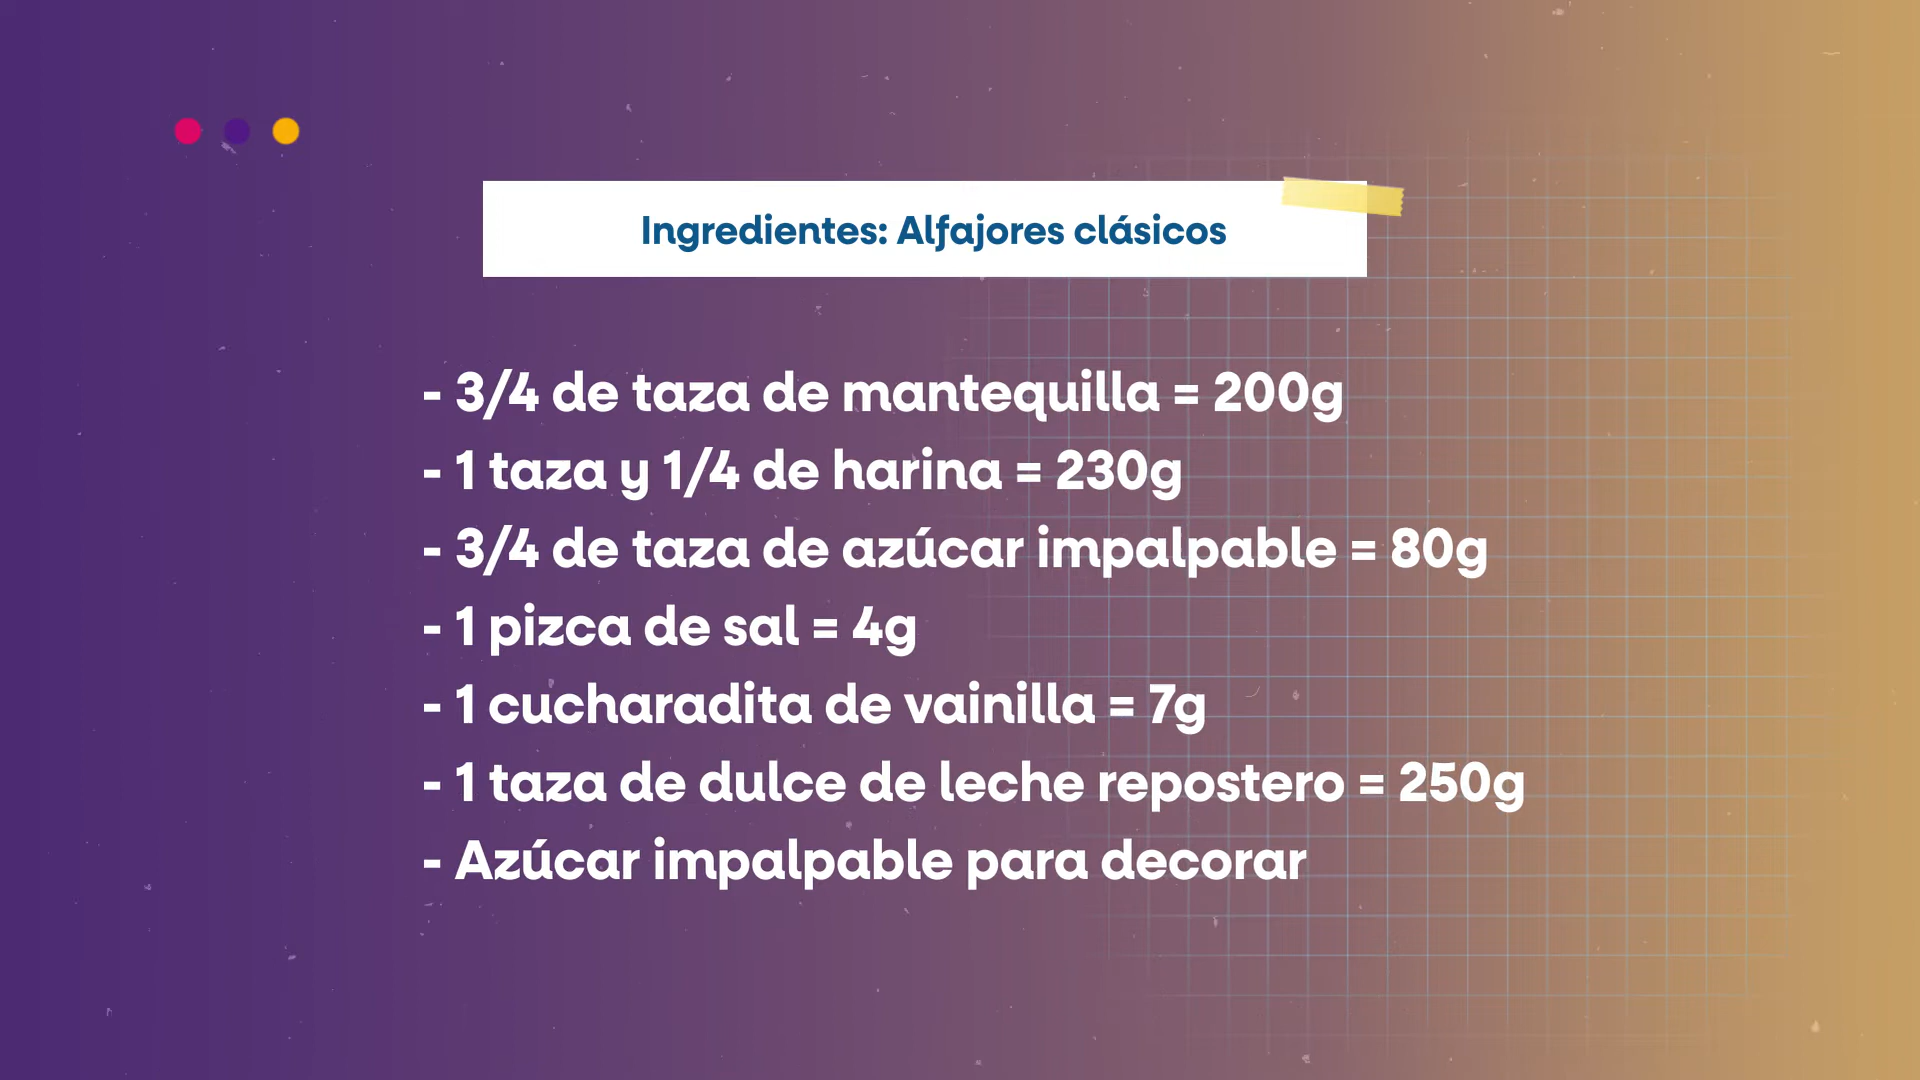 Ingredientes: Alfajores clásicos
- 3/4 de taza de mantequilla = 200g
- 1 taza y 1/4 de harina = 230g
- 3/4 de taza de azúcar impalpable = 80g
- 1 pizca de sal = 4g
- 1 cucharadita de vainilla = 7g
- 1 taza de dulce de leche repostero = 250g
- Azúcar impalpable para decorar